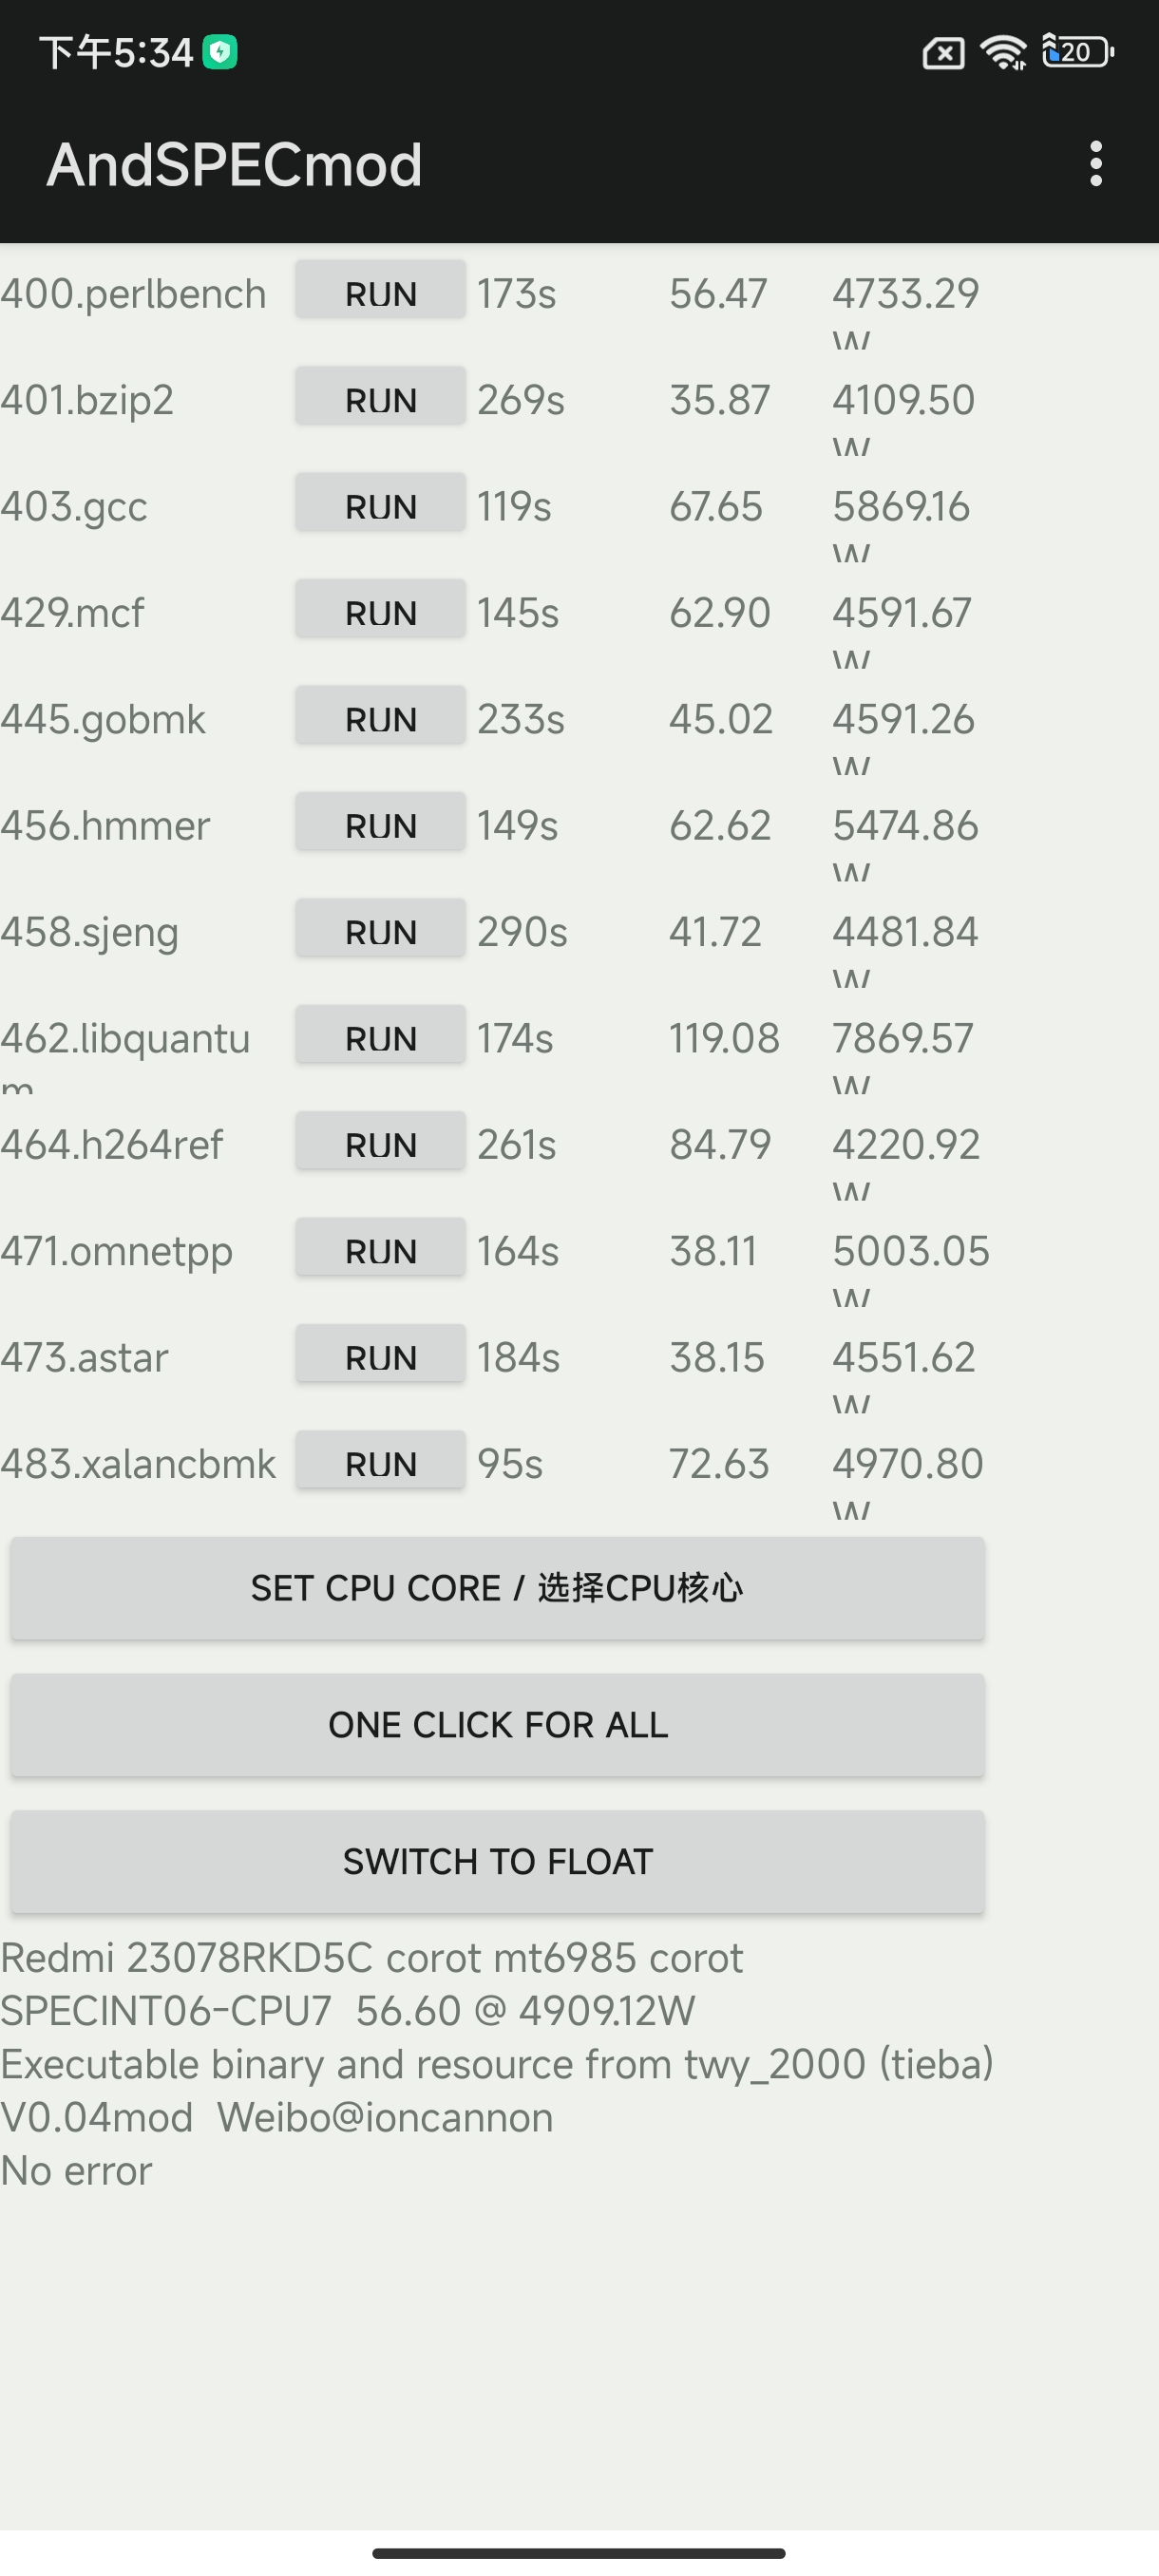 下午5:34 20
AndSPECmod
400.perlbench RUN 173s 56.47 4733.29
W
401.bzip2 RUN 269s 35.87 4109.50
W
403.gcc RUN 119s 67.65 5869.16
W
429.mcf RUN 145s 62.90 4591.67
W
445.gobmk RUN 233s 45.02 4591.26
W
456.hmmer RUN 149s 62.62 5474.86
W
458.sjeng RUN 290s 41.72 4481.84
W
462.libquantu RUN 174s 119.08 7869.57
m W
464.h264ref RUN 261s 84.79 4220.92
W
471.omnetpp RUN 164s 38.11 5003.05
W
473.astar RUN 184s 38.15 4551.62
W
483.xalancbmk RUN 95s 72.63 4970.80
W
SET CPU CORE / 选择CPU核心
ONE CLICK FOR ALL
SWITCH TO FLOAT
Redmi 23078RKD5C corot mt6985 corot
SPECINT06-CPU7 56.60 @ 4909.12W
Executable binary and resource from twy_2000 (tieba)
V0.04mod Weibo@ioncannon
No error